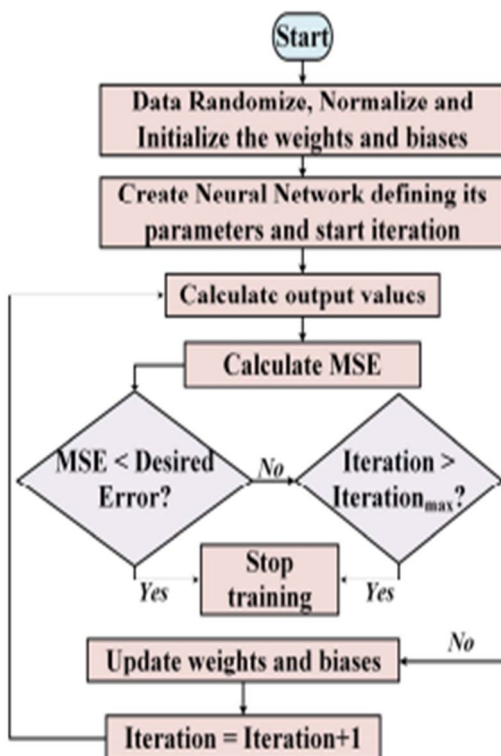 Start
Data Randomize, Normalize and
Initialize the weights and biases
Create Neural Network defining its
parameters and start iteration
Calculate output values
Calculate MSE
MSE < Desired
Error?
No
Iteration >
Iterationmax?
Yes
Stop
training
Yes
No
Update weights and biases
Iteration = Iteration+1